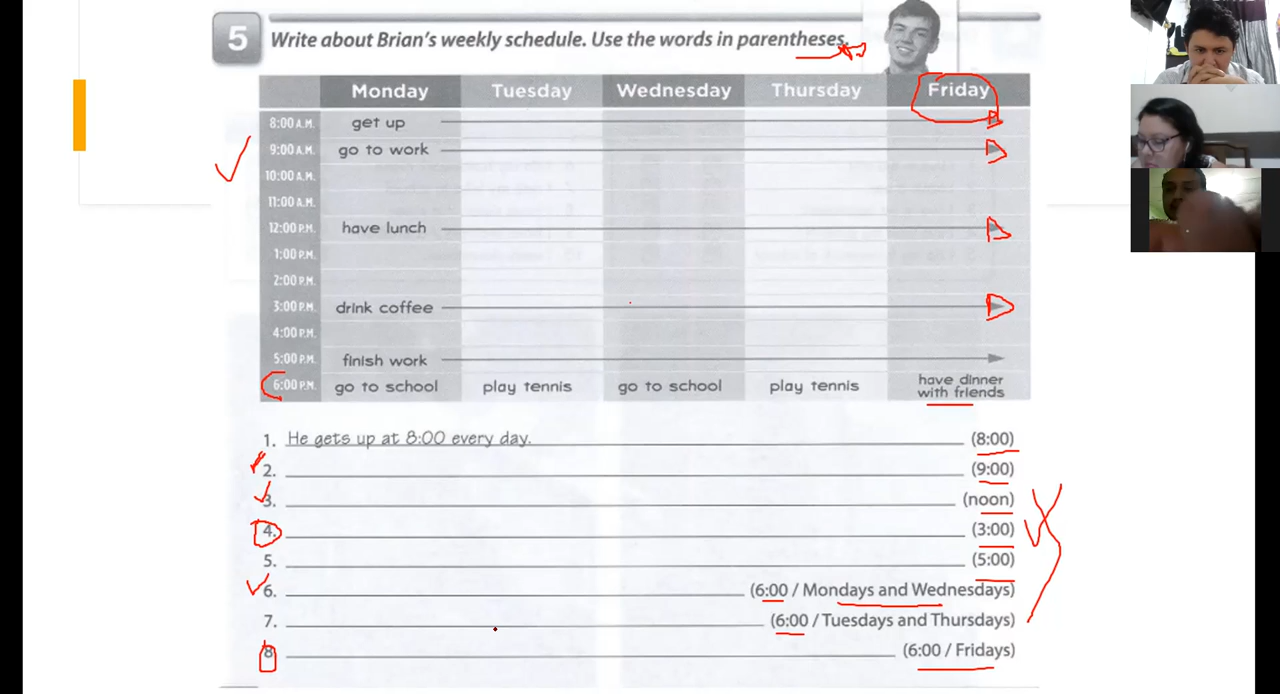 5 Write about Brian's weekly schedule. Use the words in parentheses.
Monday Tuesday Wednesday Thursday Friday
8:00 A.M. get up
9:00 A.M. go to work
10:00 A.M.
11:00 A.M.
12:00 P.M. have lunch
1:00 P.M.
2:00 P.M.
3:00 P.M. drink coffee
4:00 P.M.
5:00 P.M. finish work
6:00 P.M. go to school play tennis go to school play tennis have dinner
with friends
1. He gets up at 8:00 every day. (8:00)
2. (9:00)
3. (noon)
4. (3:00)
5. (5:00)
6. (6:00 / Mondays and Wednesdays)
7. (6:00 / Tuesdays and Thursdays)
8 (6:00 / Fridays)